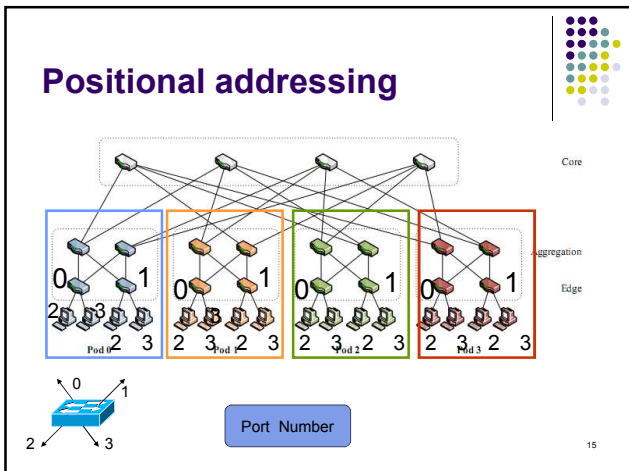 Positional addressing
Core
Aggregation
0 1 0 1 0 1 0 1
Edge
2 3 2 3 2 3 2 3 2 3 2 3 2 3 2 3
Pod 0 Pod 1 Pod 2 Pod 3
0 1
2 3
Port Number
15